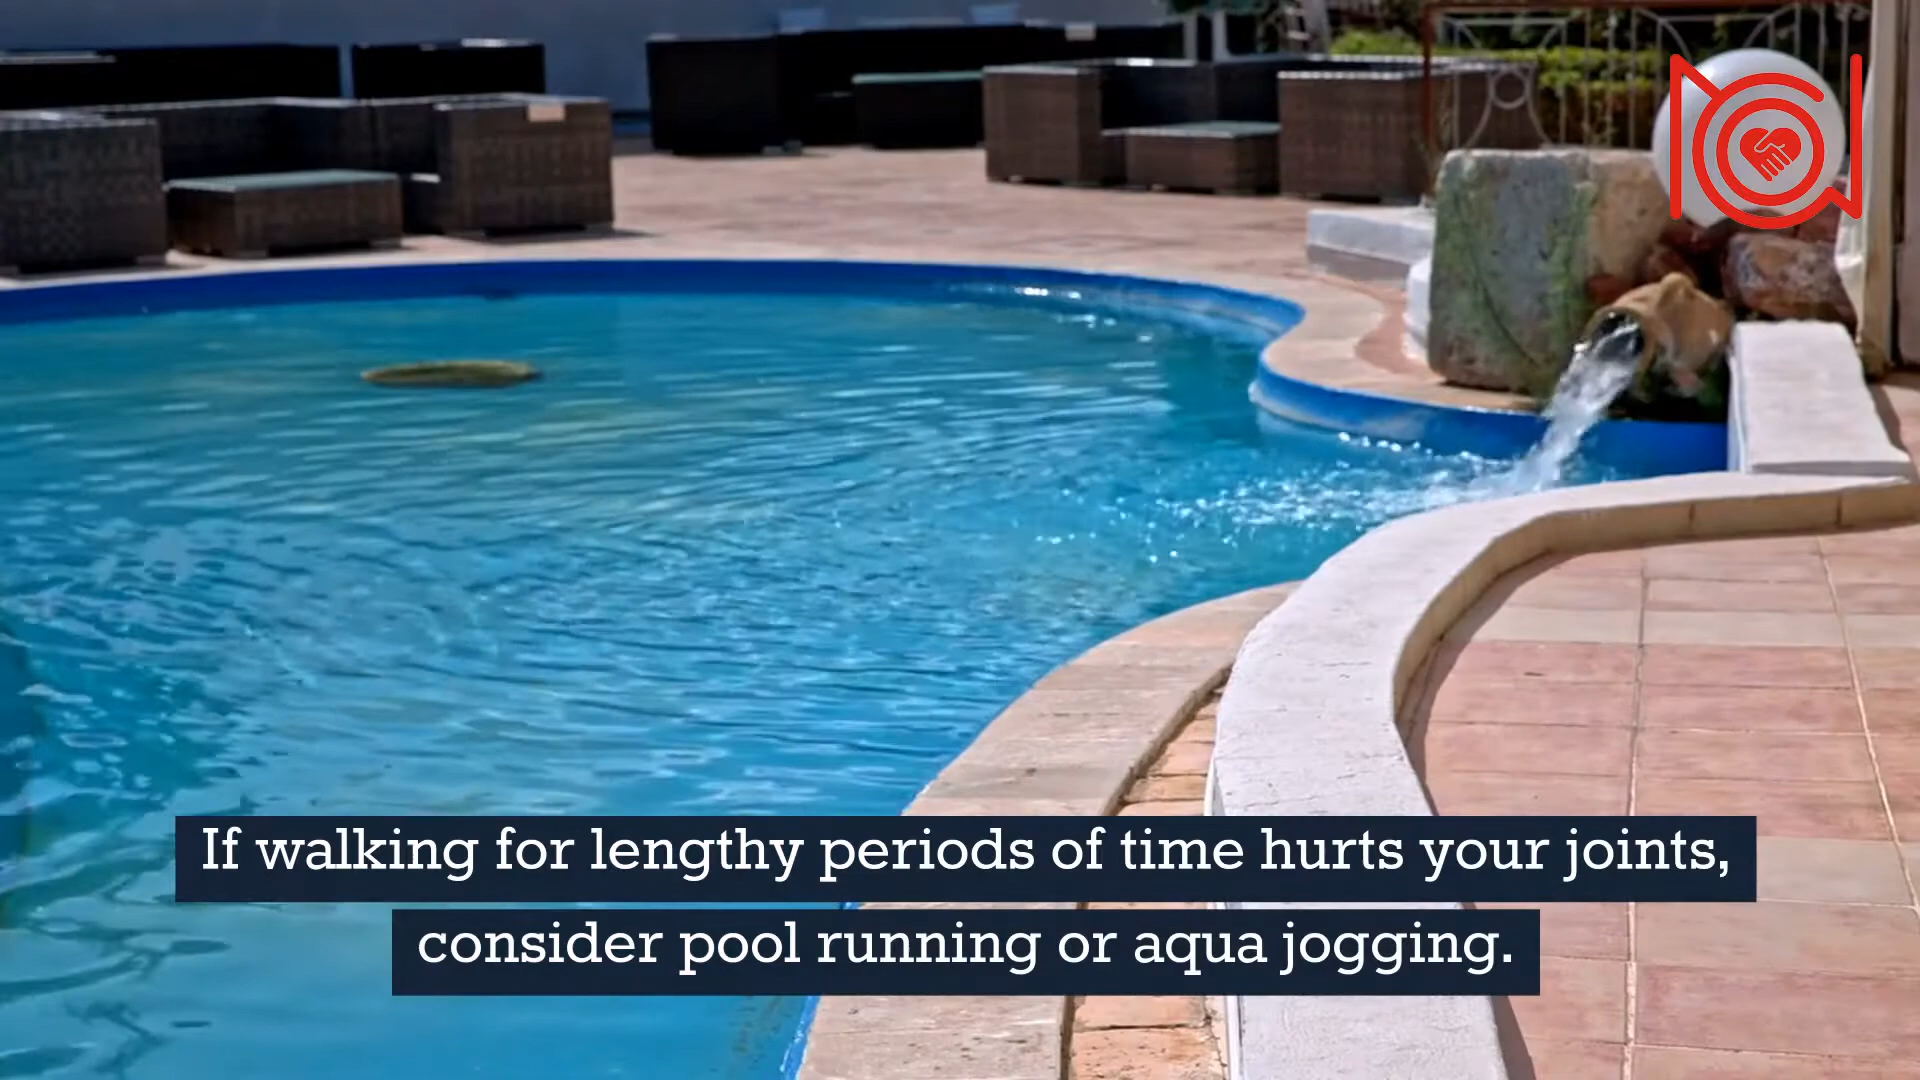 If walking for lengthy periods of time hurts your joints,
consider pool running or aqua jogging.